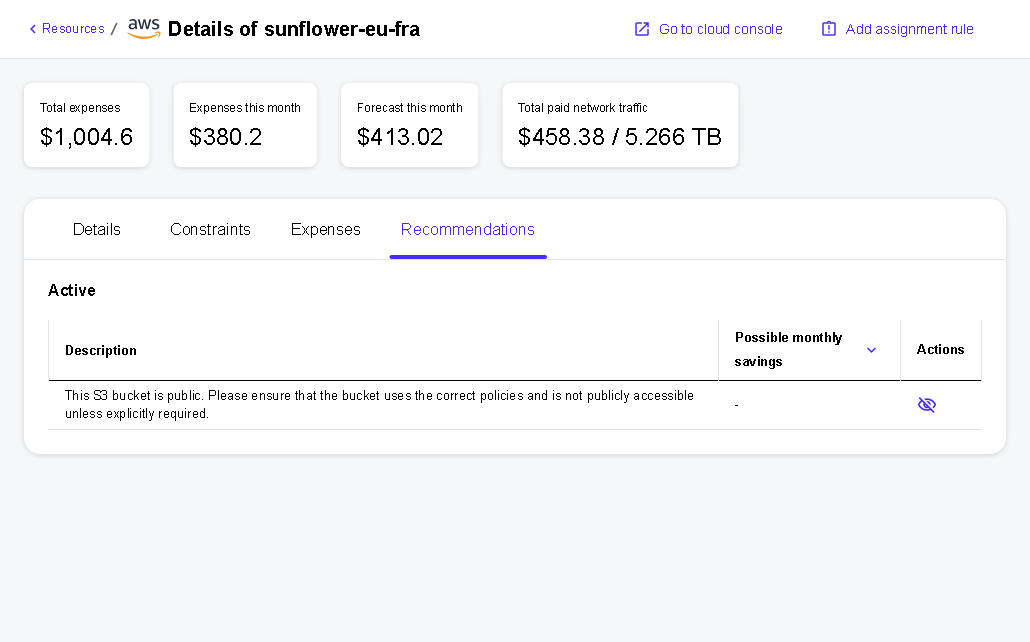 Resources / aws Details of sunflower-eu-fra
Go to cloud console
Add assignment rule
Total expenses
$1,004.6
Expenses this month
$380.2
Forecast this month
$413.02
Total paid network traffic
$458.38 / 5.266 TB
Details
Constraints
Expenses
Recommendations
Active
Description
Possible monthly
savings
Actions
This S3 bucket is public. Please ensure that the bucket uses the correct policies and is not publicly accessible
unless explicitly required.
-